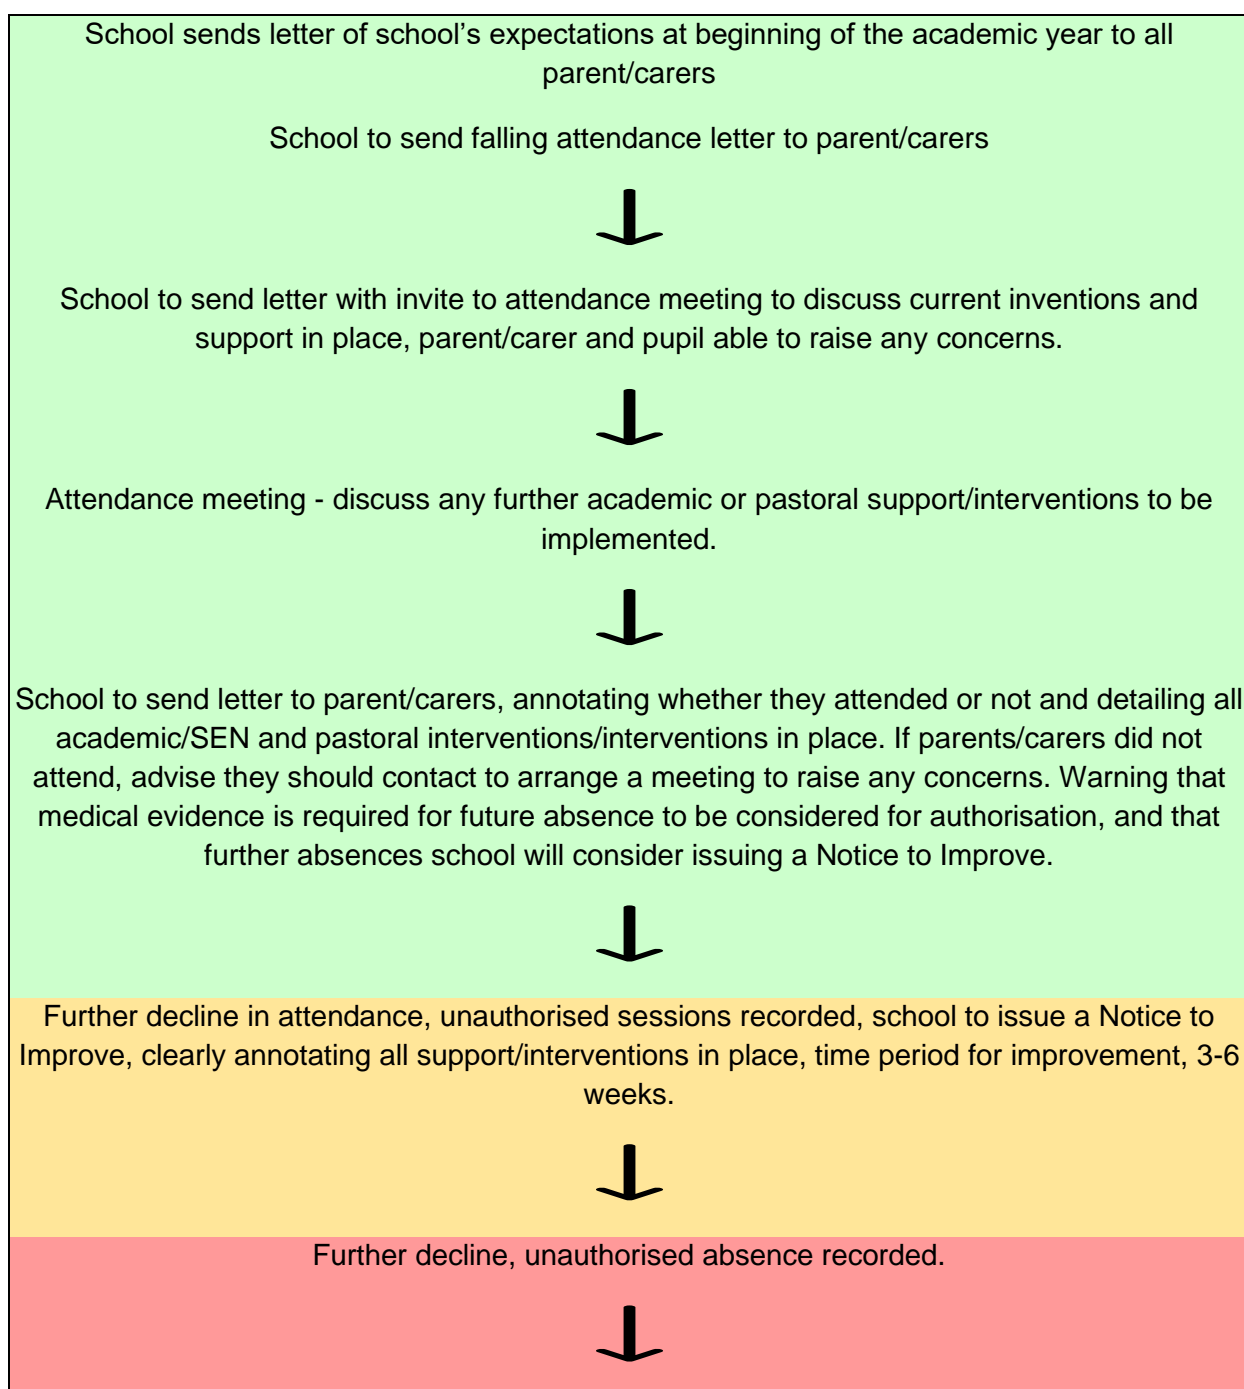 School sends letter of school’s expectations at beginning of the academic year to all
parent/carers
School to send falling attendance letter to parent/carers
School to send letter with invite to attendance meeting to discuss current inventions and
support in place, parent/carer and pupil able to raise any concerns.
Attendance meeting - discuss any further academic or pastoral support/interventions to be
implemented.
School to send letter to parent/carers, annotating whether they attended or not and detailing all
academic/SEN and pastoral interventions/interventions in place. If parents/carers did not
attend, advise they should contact to arrange a meeting to raise any concerns. Warning that
medical evidence is required for future absence to be considered for authorisation, and that
further absences school will consider issuing a Notice to Improve.
Further decline in attendance, unauthorised sessions recorded, school to issue a Notice to
Improve, clearly annotating all support/interventions in place, time period for improvement, 3-6
weeks.
Further decline, unauthorised absence recorded.